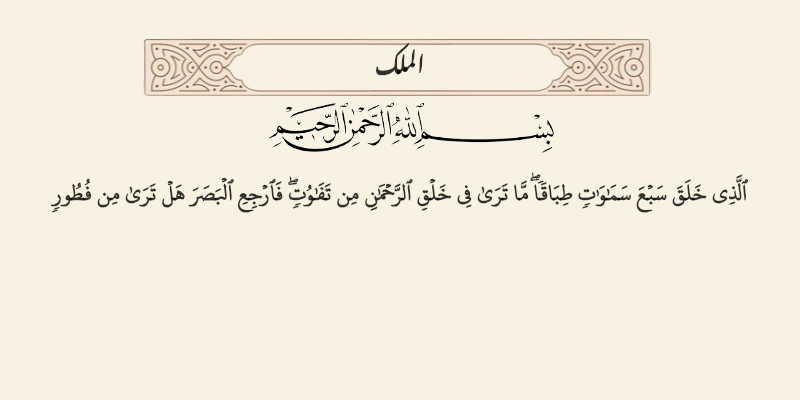 الملك
بِسْمِ ٱللَّهِ ٱلرَّحْمَٰنِ ٱلرَّحِيمِ
ٱلَّذِى خَلَقَ سَبْعَ سَمَٰوَٰتٍ طِبَاقًا ۖ مَّا تَرَىٰ فِى خَلْقِ ٱلرَّحْمَٰنِ مِن تَفَٰوُتٍ ۖ فَٱرْجِعِ ٱلْبَصَرَ هَلْ تَرَىٰ مِن فُطُورٍ